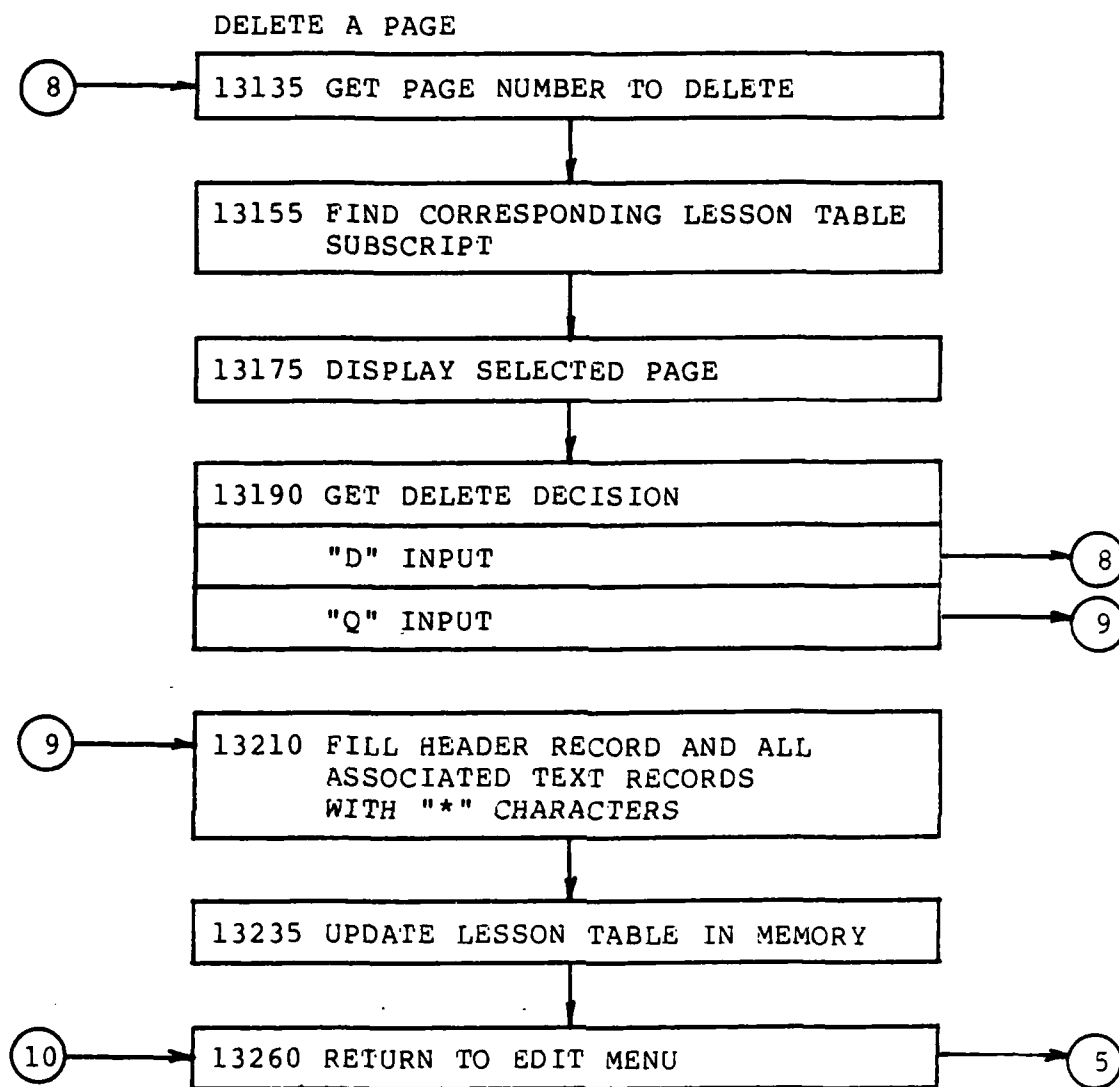 DELETE A PAGE
8
13135 GET PAGE NUMBER TO DELETE
13155 FIND CORRESPONDING LESSON TABLE
SUBSCRIPT
13175 DISPLAY SELECTED PAGE
13190 GET DELETE DECISION
"D" INPUT
8
"Q" INPUT
9
9
13210 FILL HEADER RECORD AND ALL
ASSOCIATED TEXT RECORDS
WITH "*" CHARACTERS
13235 UPDATE LESSON TABLE IN MEMORY
10
13260 RETURN TO EDIT MENU
5